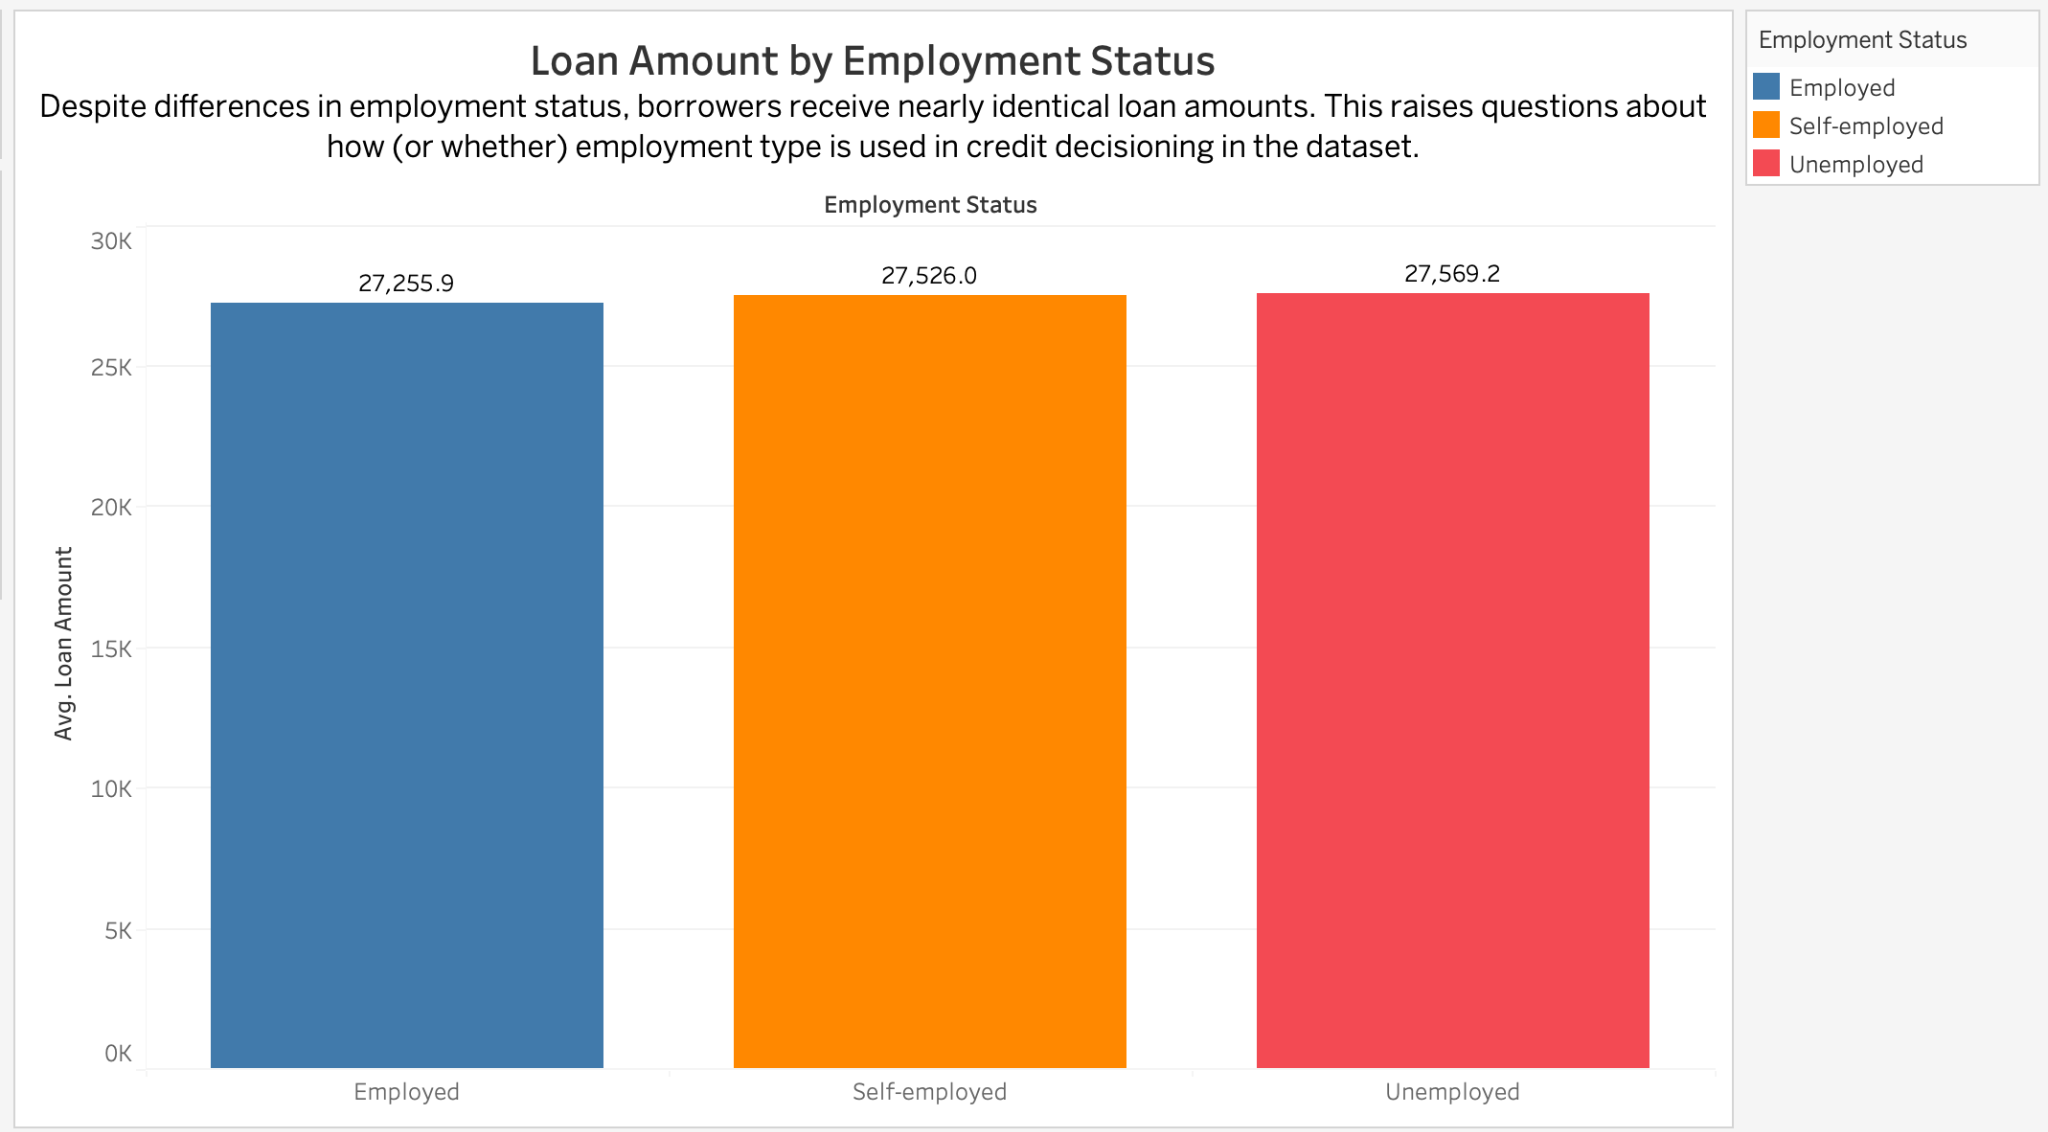 Loan Amount by Employment Status
Despite differences in employment status, borrowers receive nearly identical loan amounts. This raises questions about
how (or whether) employment type is used in credit decisioning in the dataset.
Employment Status
30K
25K
20K
15K
10K
5K
0K
Avg. Loan Amount
27,255.9
27,526.0
27,569.2
Employed
Self-employed
Unemployed
Employment Status
Employed
Self-employed
Unemployed